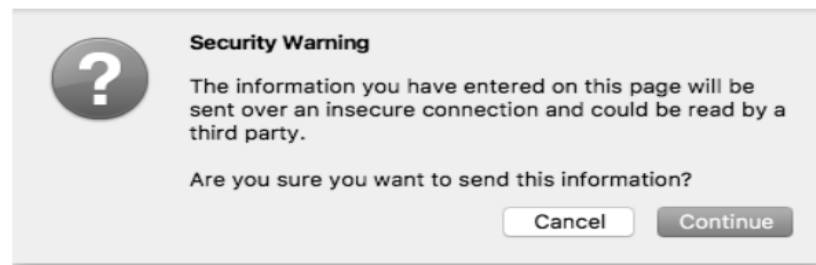 Security Warning
The information you have entered on this page will be
sent over an insecure connection and could be read by a
third party.
Are you sure you want to send this information?
Cancel Continue